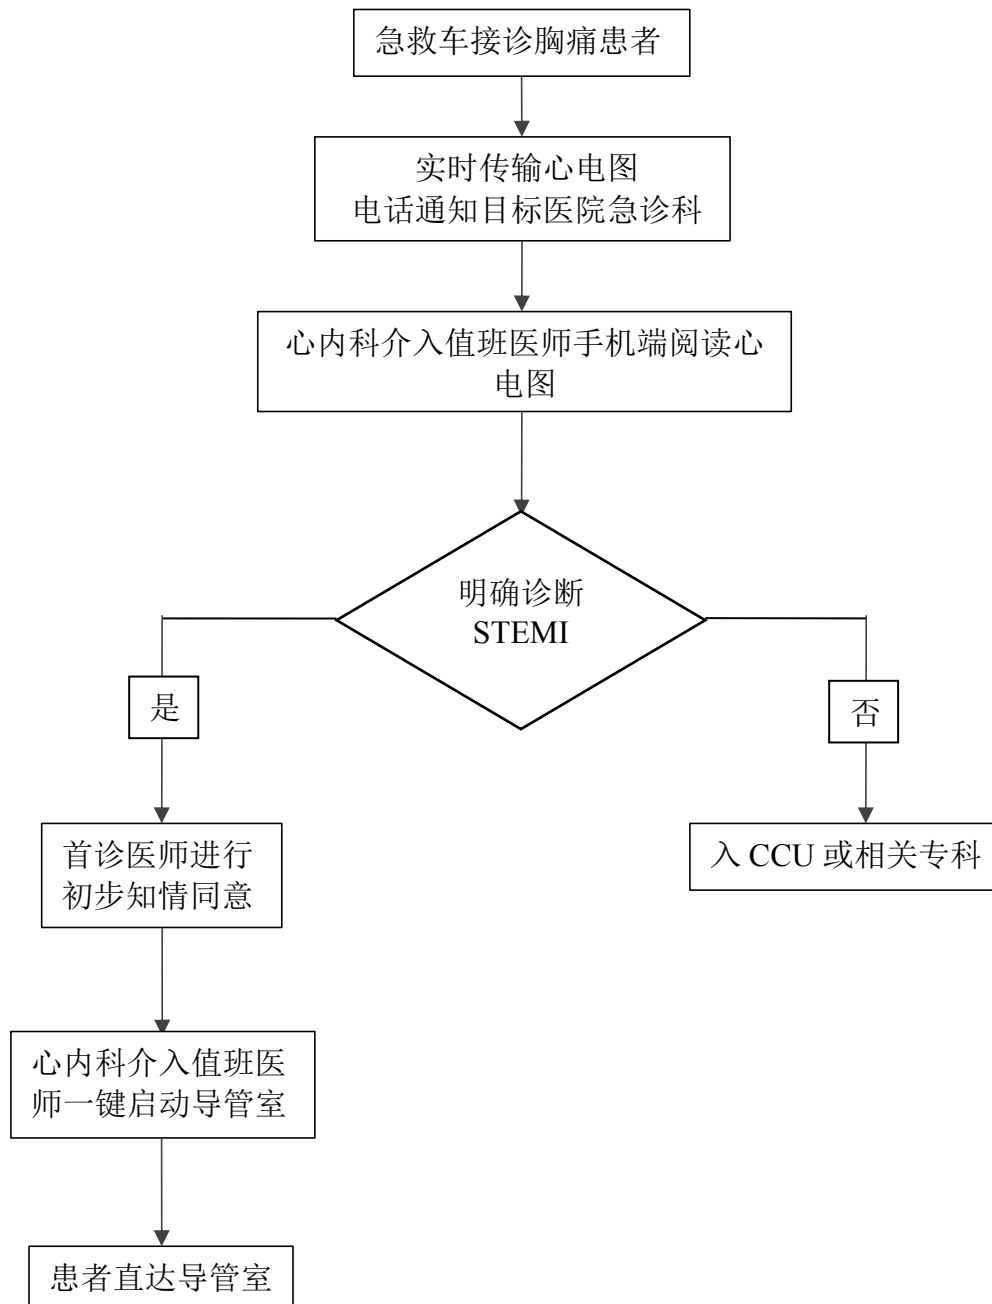 急救车接诊胸痛患者
实时传输心电图
电话通知目标医院急诊科
心内科介入值班医师手机端阅读心
电图
明确诊断
STEMI
是
否
首诊医师进行
初步知情同意
入 CCU 或相关专科
心内科介入值班医
师一键启动导管室
患者直达导管室